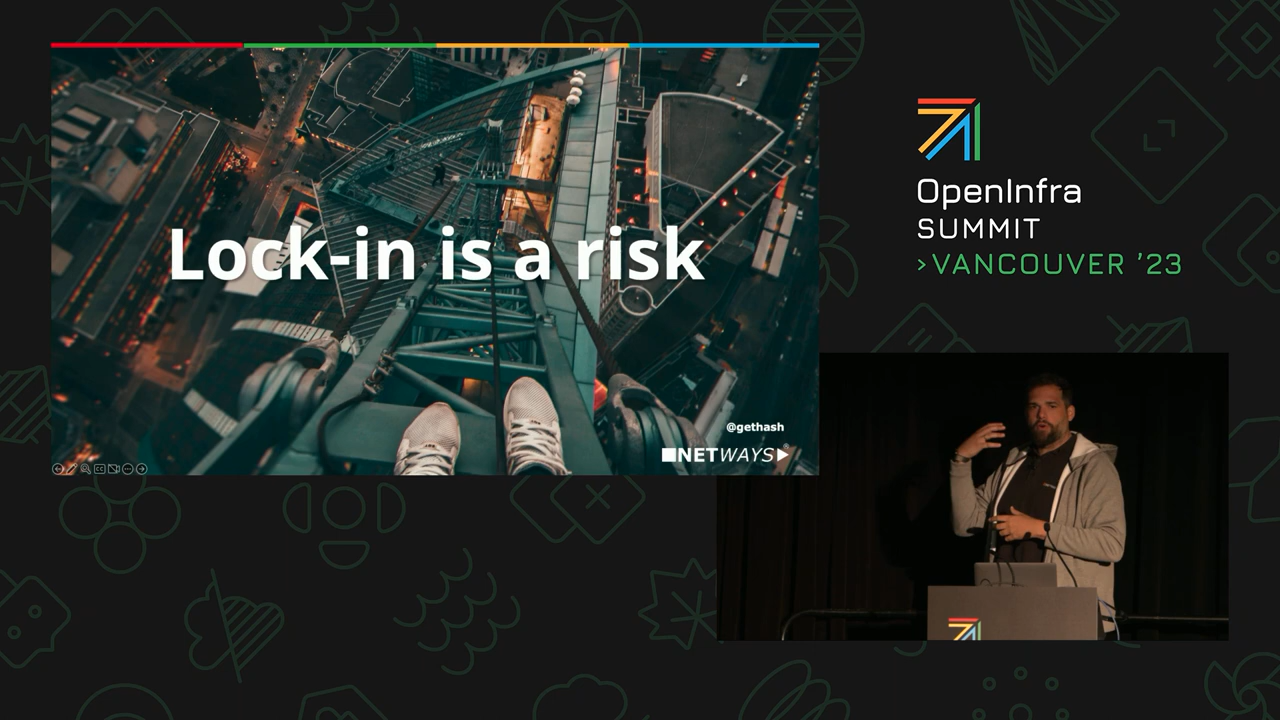 Lock-in is a risk
@gethash
NETWAYS®
OpenInfra
SUMMIT
>VANCOUVER '23